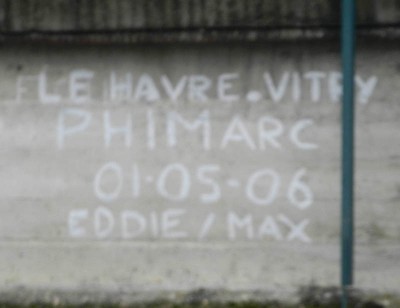 LE HAVRE-VITRY
PHIMARC
01-05-06
EDDIE / MAX